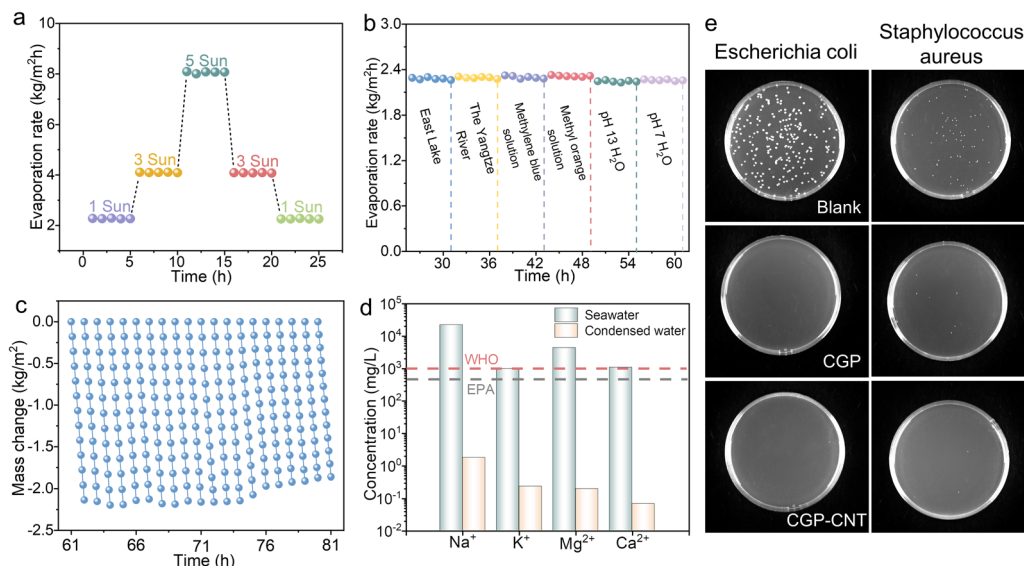 a
Evaporation rate (kg/m²h)
10
8
6
4
2
1 Sun
3 Sun
5 Sun
3 Sun
1 Sun
0
5
10
15
20
25
Time (h)
b
Evaporation rate (kg/m²h)
3.0
2.4
1.8
1.2
0.6
0.0
East Lake
The Yangtze
River
Methylene blue
solution
Methyl orange
solution
pH 13 H₂O
pH 7 H₂O
30
36
42
48
54
60
Time (h)
c
Mass change (kg/m²)
0.0
-0.5
-1.0
-1.5
-2.0
-2.5
61
66
71
76
81
Time (h)
d
Concentration (mg/L)
10⁵
10⁴
10³
10²
10¹
10⁰
10⁻¹
10⁻²
Seawater
Condensed water
WHO
EPA
Na⁺
K⁺
Mg²⁺
Ca²⁺
e
Escherichia coli
Staphylococcus
aureus
Blank
CGP
CGP-CNT